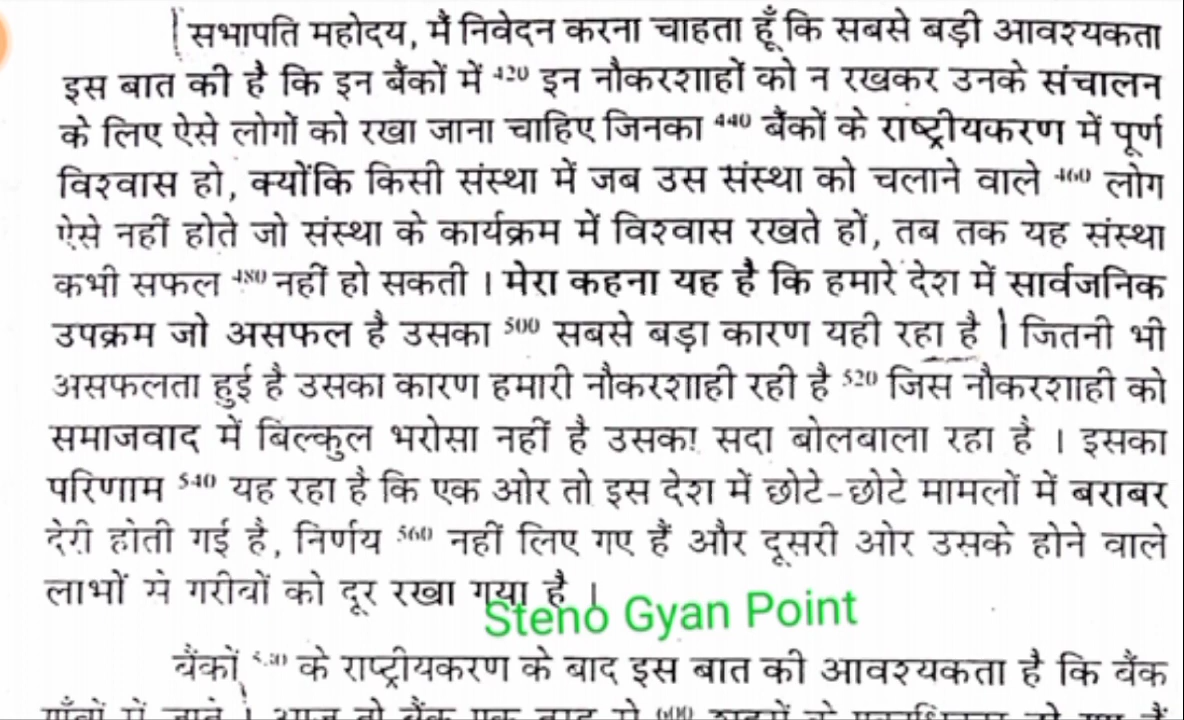 सभापति महोदय, मैं निवेदन करना चाहता हूँ कि सबसे बड़ी आवश्यकता
इस बात की है कि इन बैंकों में 420 इन नौकरशाहों को न रखकर उनके संचालन
के लिए ऐसे लोगों को रखा जाना चाहिए जिनका 440 बैंकों के राष्ट्रीयकरण में पूर्ण
विश्वास हो, क्योंकि किसी संस्था में जब उस संस्था को चलाने वाले 460 लोग
ऐसे नहीं होते जो संस्था के कार्यक्रम में विश्वास रखते हों, तब तक यह संस्था
कभी सफल 480 नहीं हो सकती । मेरा कहना यह है कि हमारे देश में सार्वजनिक
उपक्रम जो असफल है उसका 500 सबसे बड़ा कारण यही रहा है । जितनी भी
असफलता हुई है उसका कारण हमारी नौकरशाही रही है 520 जिस नौकरशाही को
समाजवाद में बिल्कुल भरोसा नहीं है उसका सदा बोलबाला रहा है । इसका
परिणाम 540 यह रहा है कि एक ओर तो इस देश में छोटे-छोटे मामलों में बराबर
देरी होती गई है, निर्णय 560 नहीं लिए गए हैं और दूसरी ओर उसके होने वाले
लाभों से गरीबों को दूर रखा गया है ।
Steno Gyan Point
बैंकों के राष्ट्रीयकरण के बाद इस बात की आवश्यकता है कि बैंक